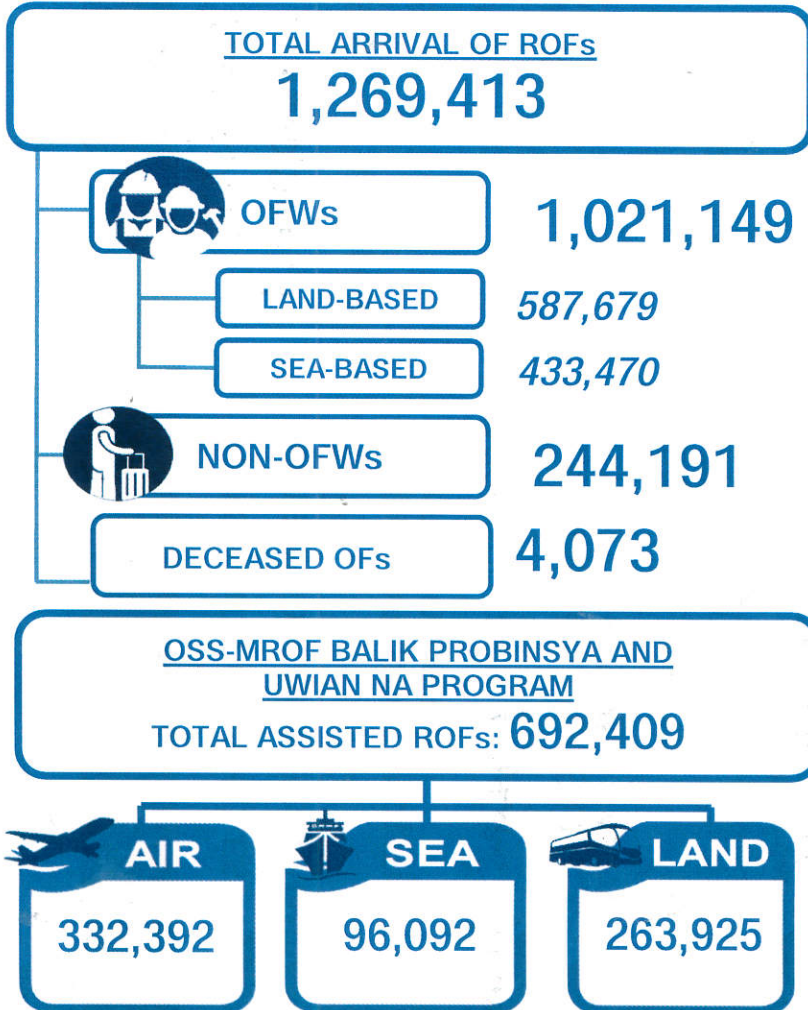 TOTAL ARRIVAL OF ROFs
1,269,413
OFWs 1,021,149
LAND-BASED 587,679
SEA-BASED 433,470
NON-OFWs 244,191
DECEASED OFs 4,073
OSS-MROF BALIK PROBINSYA AND
UWIAN NA PROGRAM
TOTAL ASSISTED ROFs: 692,409
AIR SEA LAND
332,392 96,092 263,925